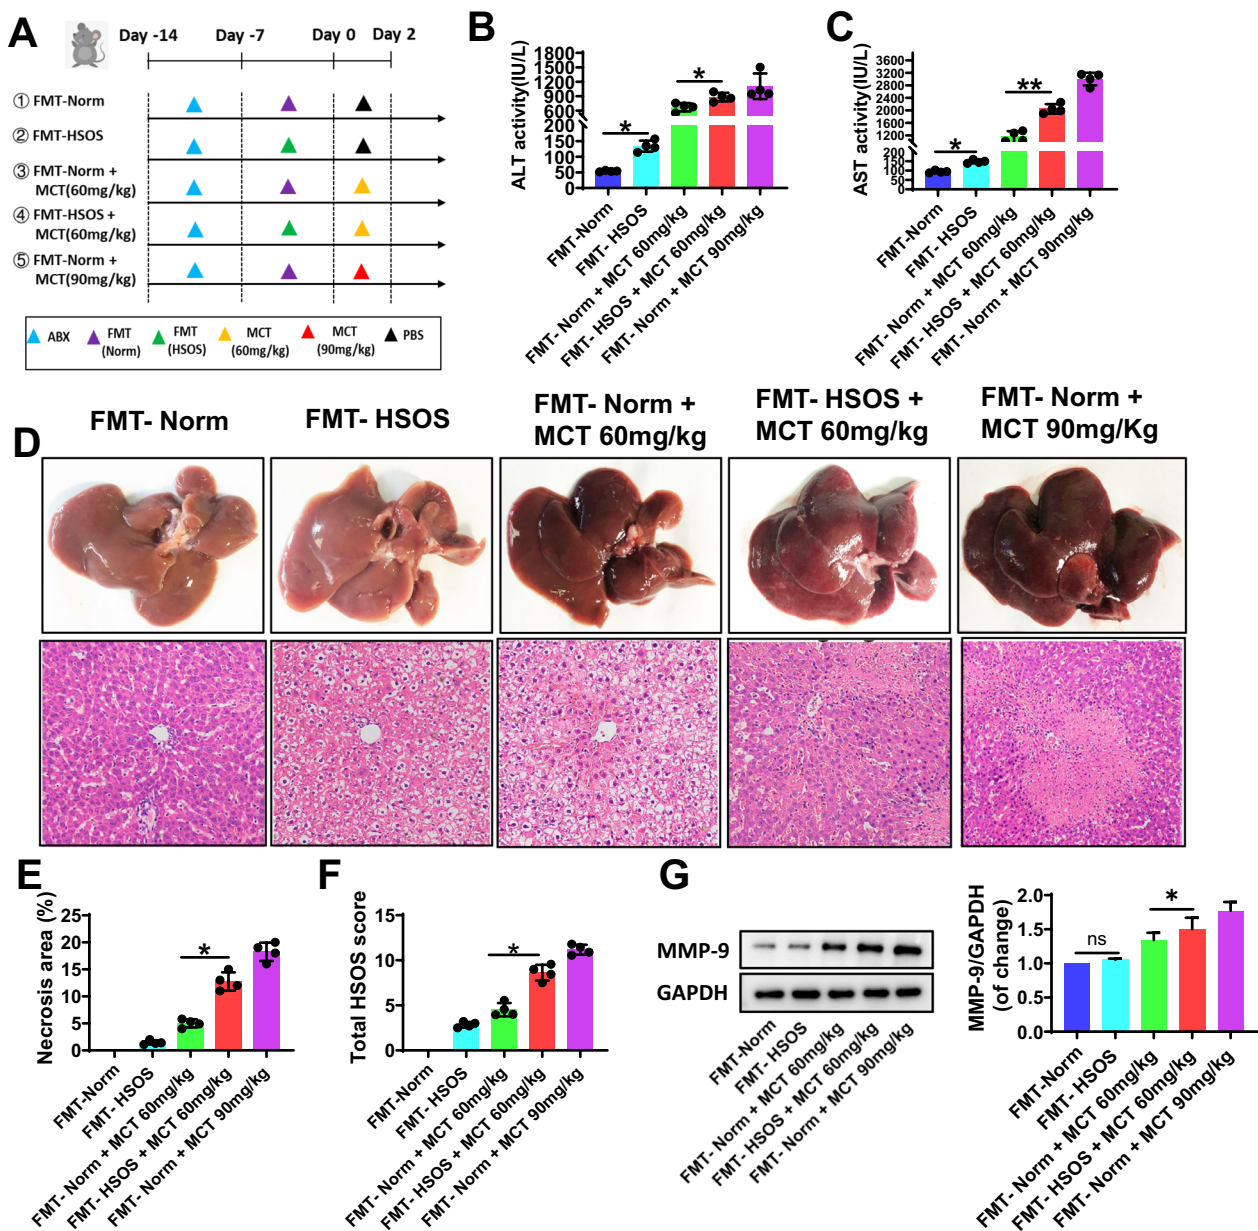 A
Day -14
Day -7
Day 0
Day 2
① FMT-Norm
② FMT-HSOS
③ FMT-Norm +
MCT(60mg/kg)
④ FMT-HSOS +
MCT(60mg/kg)
⑤ FMT-Norm +
MCT(90mg/kg)
ABX
FMT
(Norm)
FMT
(HSOS)
MCT
(60mg/kg)
MCT
(90mg/kg)
PBS
B
ALT activity(IU/L)
1800
1500
1200
900
600
200
150
100
50
0
*
*
FMT-Norm
FMT- HSOS
FMT- Norm + MCT 60mg/kg
FMT- HSOS + MCT 60mg/kg
FMT- Norm + MCT 90mg/kg
C
AST activity(IU/L)
3600
2800
2000
1200
200
150
100
50
0
*
**
FMT-Norm
FMT- HSOS
FMT- Norm + MCT 60mg/kg
FMT- HSOS + MCT 60mg/kg
FMT- Norm + MCT 90mg/kg
D
FMT- Norm
FMT- HSOS
FMT- Norm +
MCT 60mg/kg
FMT- HSOS +
MCT 60mg/kg
FMT- Norm +
MCT 90mg/Kg
E
Necrosis area (%)
25
20
15
10
5
0
*
FMT-Norm
FMT- HSOS
FMT- Norm + MCT 60mg/kg
FMT- HSOS + MCT 60mg/kg
FMT- Norm + MCT 90mg/kg
F
Total HSOS score
15
10
5
0
*
FMT-Norm
FMT- HSOS
FMT- Norm + MCT 60mg/kg
FMT- HSOS + MCT 60mg/kg
FMT- Norm + MCT 90mg/kg
G
MMP-9
GAPDH
FMT-Norm
FMT- HSOS
FMT- Norm + MCT 60mg/kg
FMT- HSOS + MCT 60mg/kg
FMT- Norm + MCT 90mg/kg
MMP-9/GAPDH
(of change)
2.0
1.5
1.0
0.5
0.0
ns
*
FMT-Norm
FMT- HSOS
FMT- Norm + MCT 60mg/kg
FMT- HSOS + MCT 60mg/kg
FMT- Norm + MCT 90mg/kg